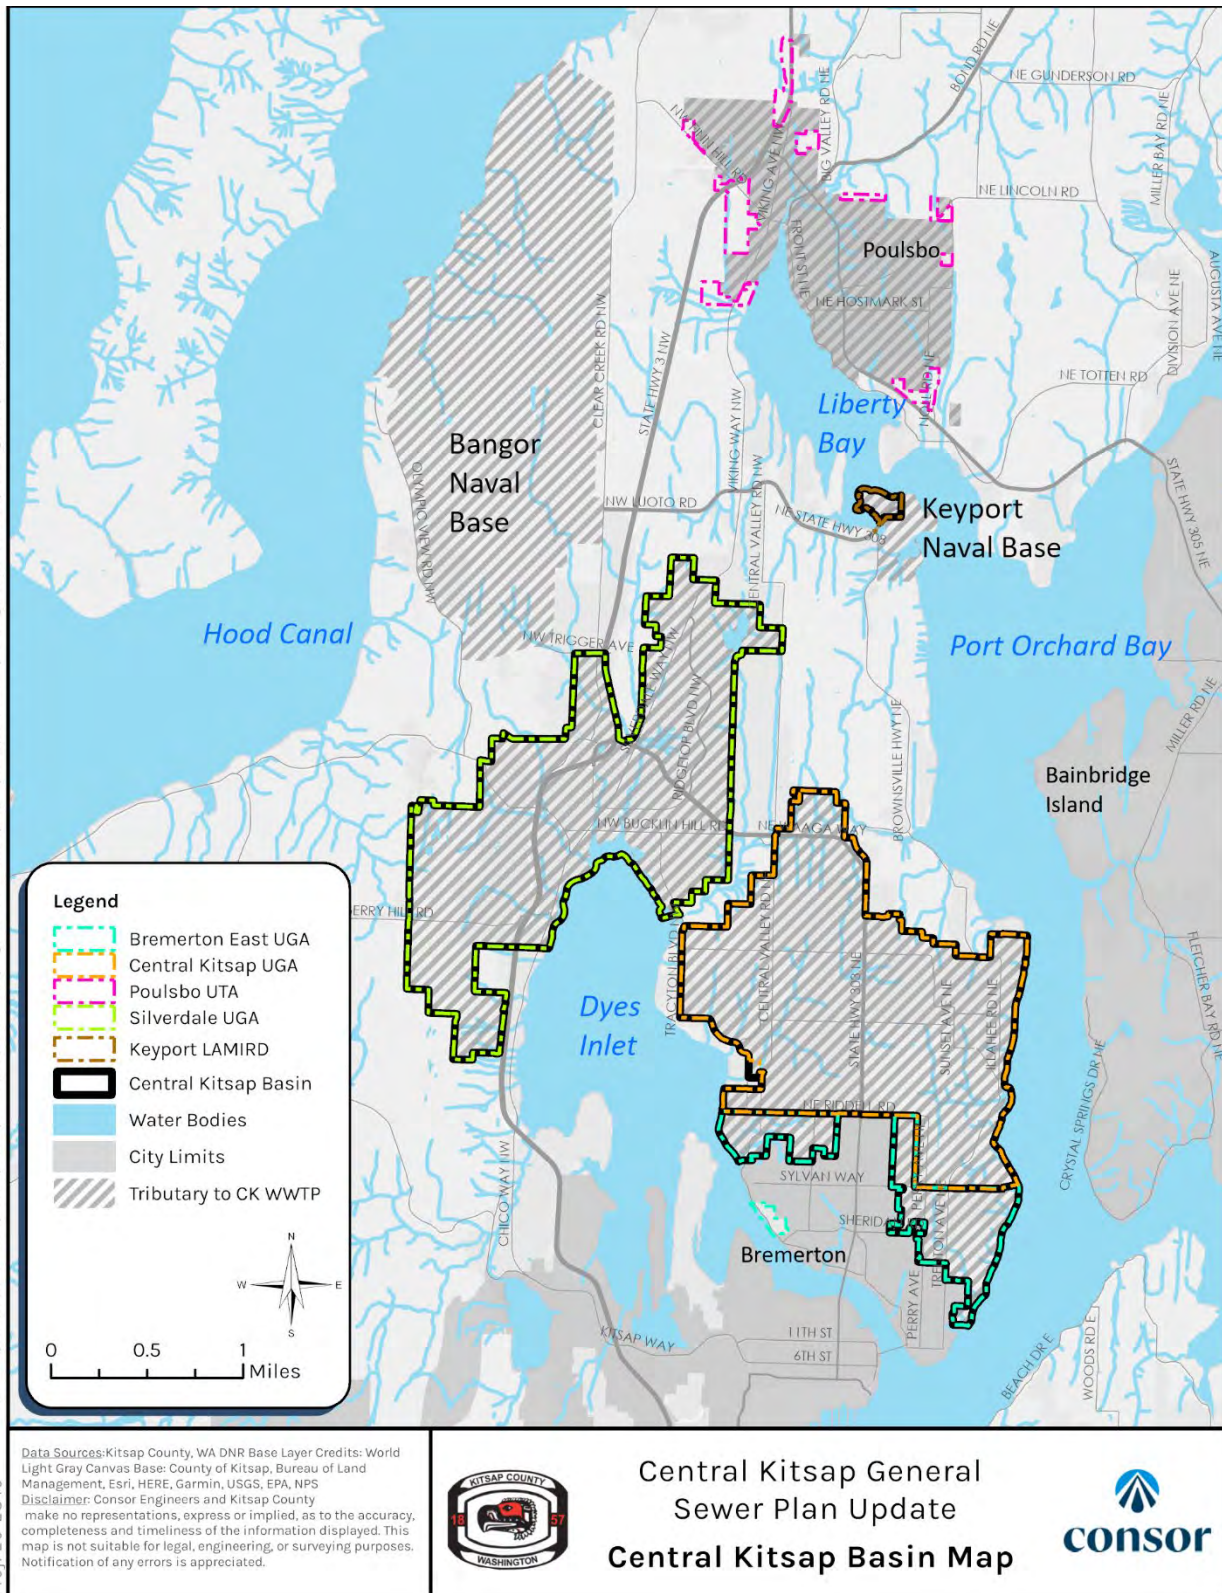 NE GUNDERSON RD
BOND RD NE
BIG VALLEY RD NE
MILLER BAY RD NE
VIKING AVE NW
NE LINCOLN RD
FRONT ST NE
Poulsbo
AUGUSTA AVE NE
NE HOSTMARK ST
DIVISION AVE NE
CLEAR CREEK RD NW
STATE HWY 3 NW
NE TOTTEN RD
Liberty
Bay
Bangor
Naval
Base
VIKING WAY NW
CENTRAL VALLEY RD NW
OLYMPIC VIEW RD NW
NW LUOTO RD
NE STATE HWY 308
Keyport
Naval Base
STATE HWY 305 NE
Hood Canal
NW TRIGGER AVE
Port Orchard Bay
RIDGETOP BLVD NW
MILLER RD NE
BROWNSVILLE HWY NE
Bainbridge
Island
NW BUCKLIN HILL RD
NE WAAGA WAY
CENTRAL VALLEY RD NE
TRACYTON BLVD NW
STATE HWY 303 NE
SUNSET AVE NE
ILLAHEE RD NE
FLETCHER BAY RD NE
Dyes
Inlet
CRYSTAL SPRINGS DR NE
NE RIDDELL RD
CHICO WAY NW
SYLVAN WAY
Bremerton
TRENTON AVE NE
PERRY AVE
KITSAP WAY
11TH ST
6TH ST
BEACH DR E
WOODS RD E
Legend
Bremerton East UGA
Central Kitsap UGA
Poulsbo UTA
Silverdale UGA
Keyport LAMIRD
Central Kitsap Basin
Water Bodies
City Limits
Tributary to CK WWTP
N
W E
S
0 0.5 1
Miles
Data Sources:Kitsap County, WA DNR Base Layer Credits: World
Light Gray Canvas Base: County of Kitsap, Bureau of Land
Management, Esri, HERE, Garmin, USGS, EPA, NPS
Disclaimer: Consor Engineers and Kitsap County
make no representations, express or implied, as to the accuracy,
completeness and timeliness of the information displayed. This
map is not suitable for legal, engineering, or surveying purposes.
Notification of any errors is appreciated.
KITSAP COUNTY
18 57
WASHINGTON
Central Kitsap General
Sewer Plan Update
Central Kitsap Basin Map
consor